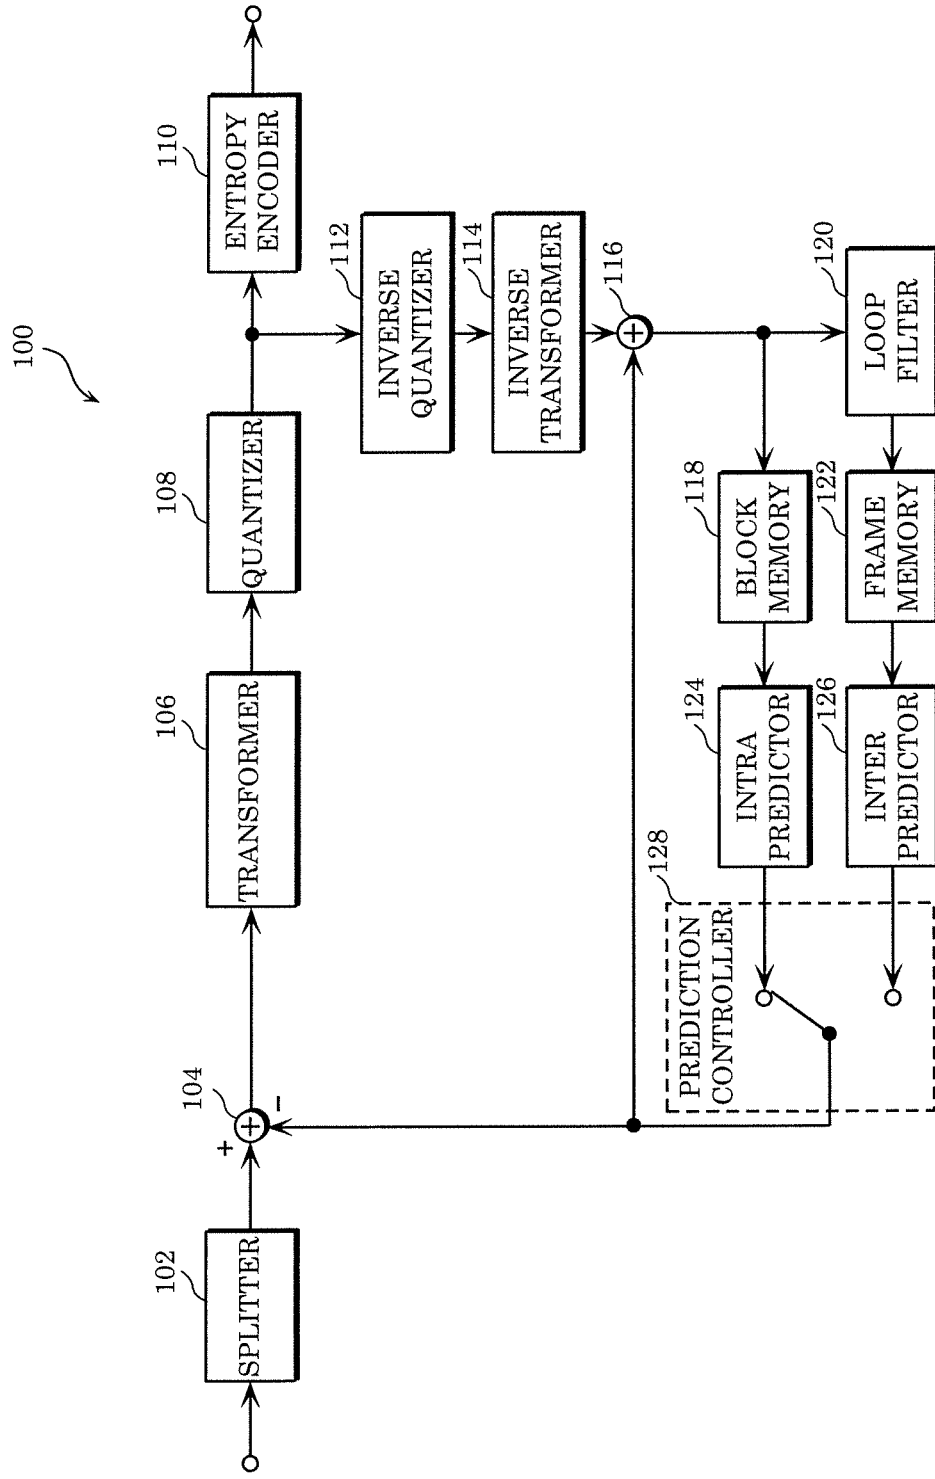 100
102
SPLITTER
104
+
−
106
TRANSFORMER
108
QUANTIZER
110
ENTROPY
ENCODER
112
INVERSE
QUANTIZER
114
INVERSE
TRANSFORMER
116
118
BLOCK
MEMORY
120
LOOP
FILTER
122
FRAME
MEMORY
124
INTRA
PREDICTOR
126
INTER
PREDICTOR
128
PREDICTION
CONTROLLER